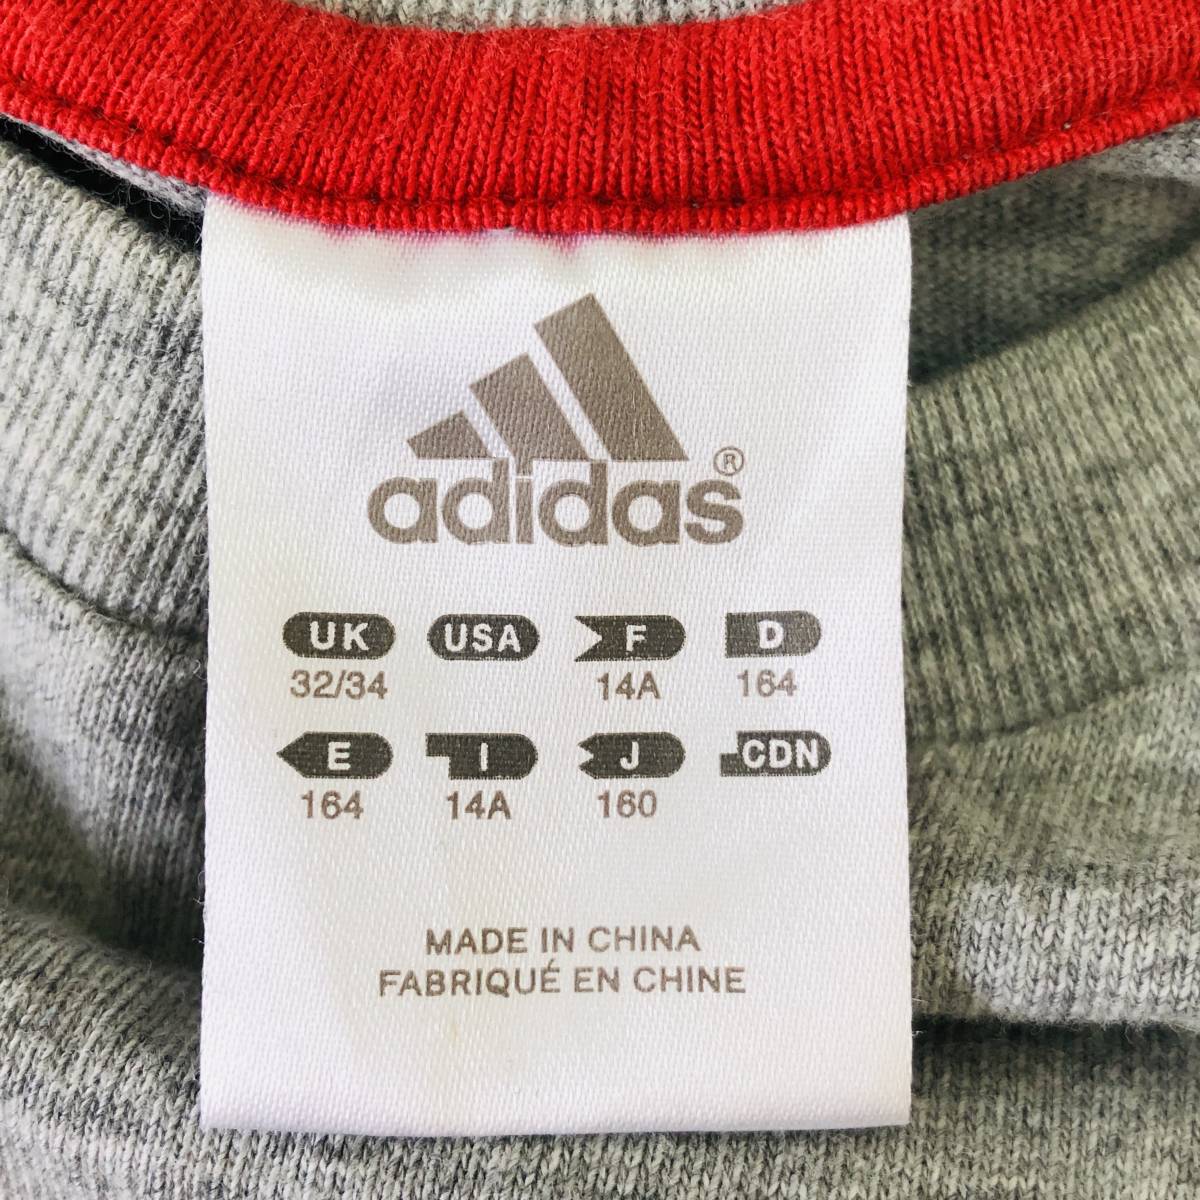 adidas®
UK USA F D
32/34 14A 164
E I J CDN
164 14A 160
MADE IN CHINA
FABRIQUÉ EN CHINE